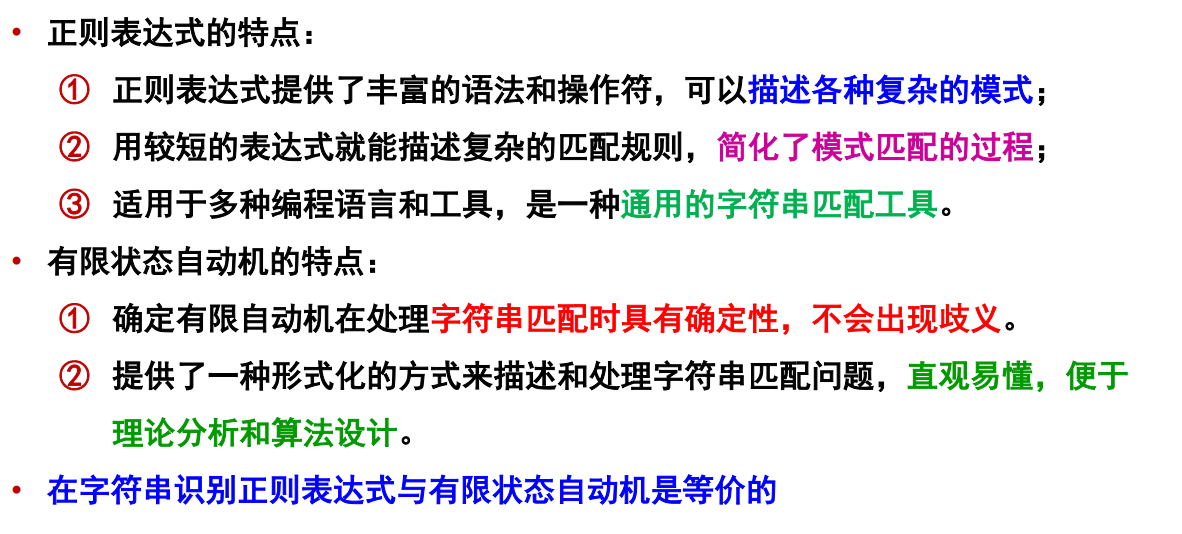 • 正则表达式的特点：
① 正则表达式提供了丰富的语法和操作符，可以描述各种复杂的模式；
② 用较短的表达式就能描述复杂的匹配规则，简化了模式匹配的过程；
③ 适用于多种编程语言和工具，是一种通用的字符串匹配工具。
• 有限状态自动机的特点：
① 确定有限自动机在处理字符串匹配时具有确定性，不会出现歧义。
② 提供了一种形式化的方式来描述和处理字符串匹配问题，直观易懂，便于
理论分析和算法设计。
• 在字符串识别正则表达式与有限状态自动机是等价的